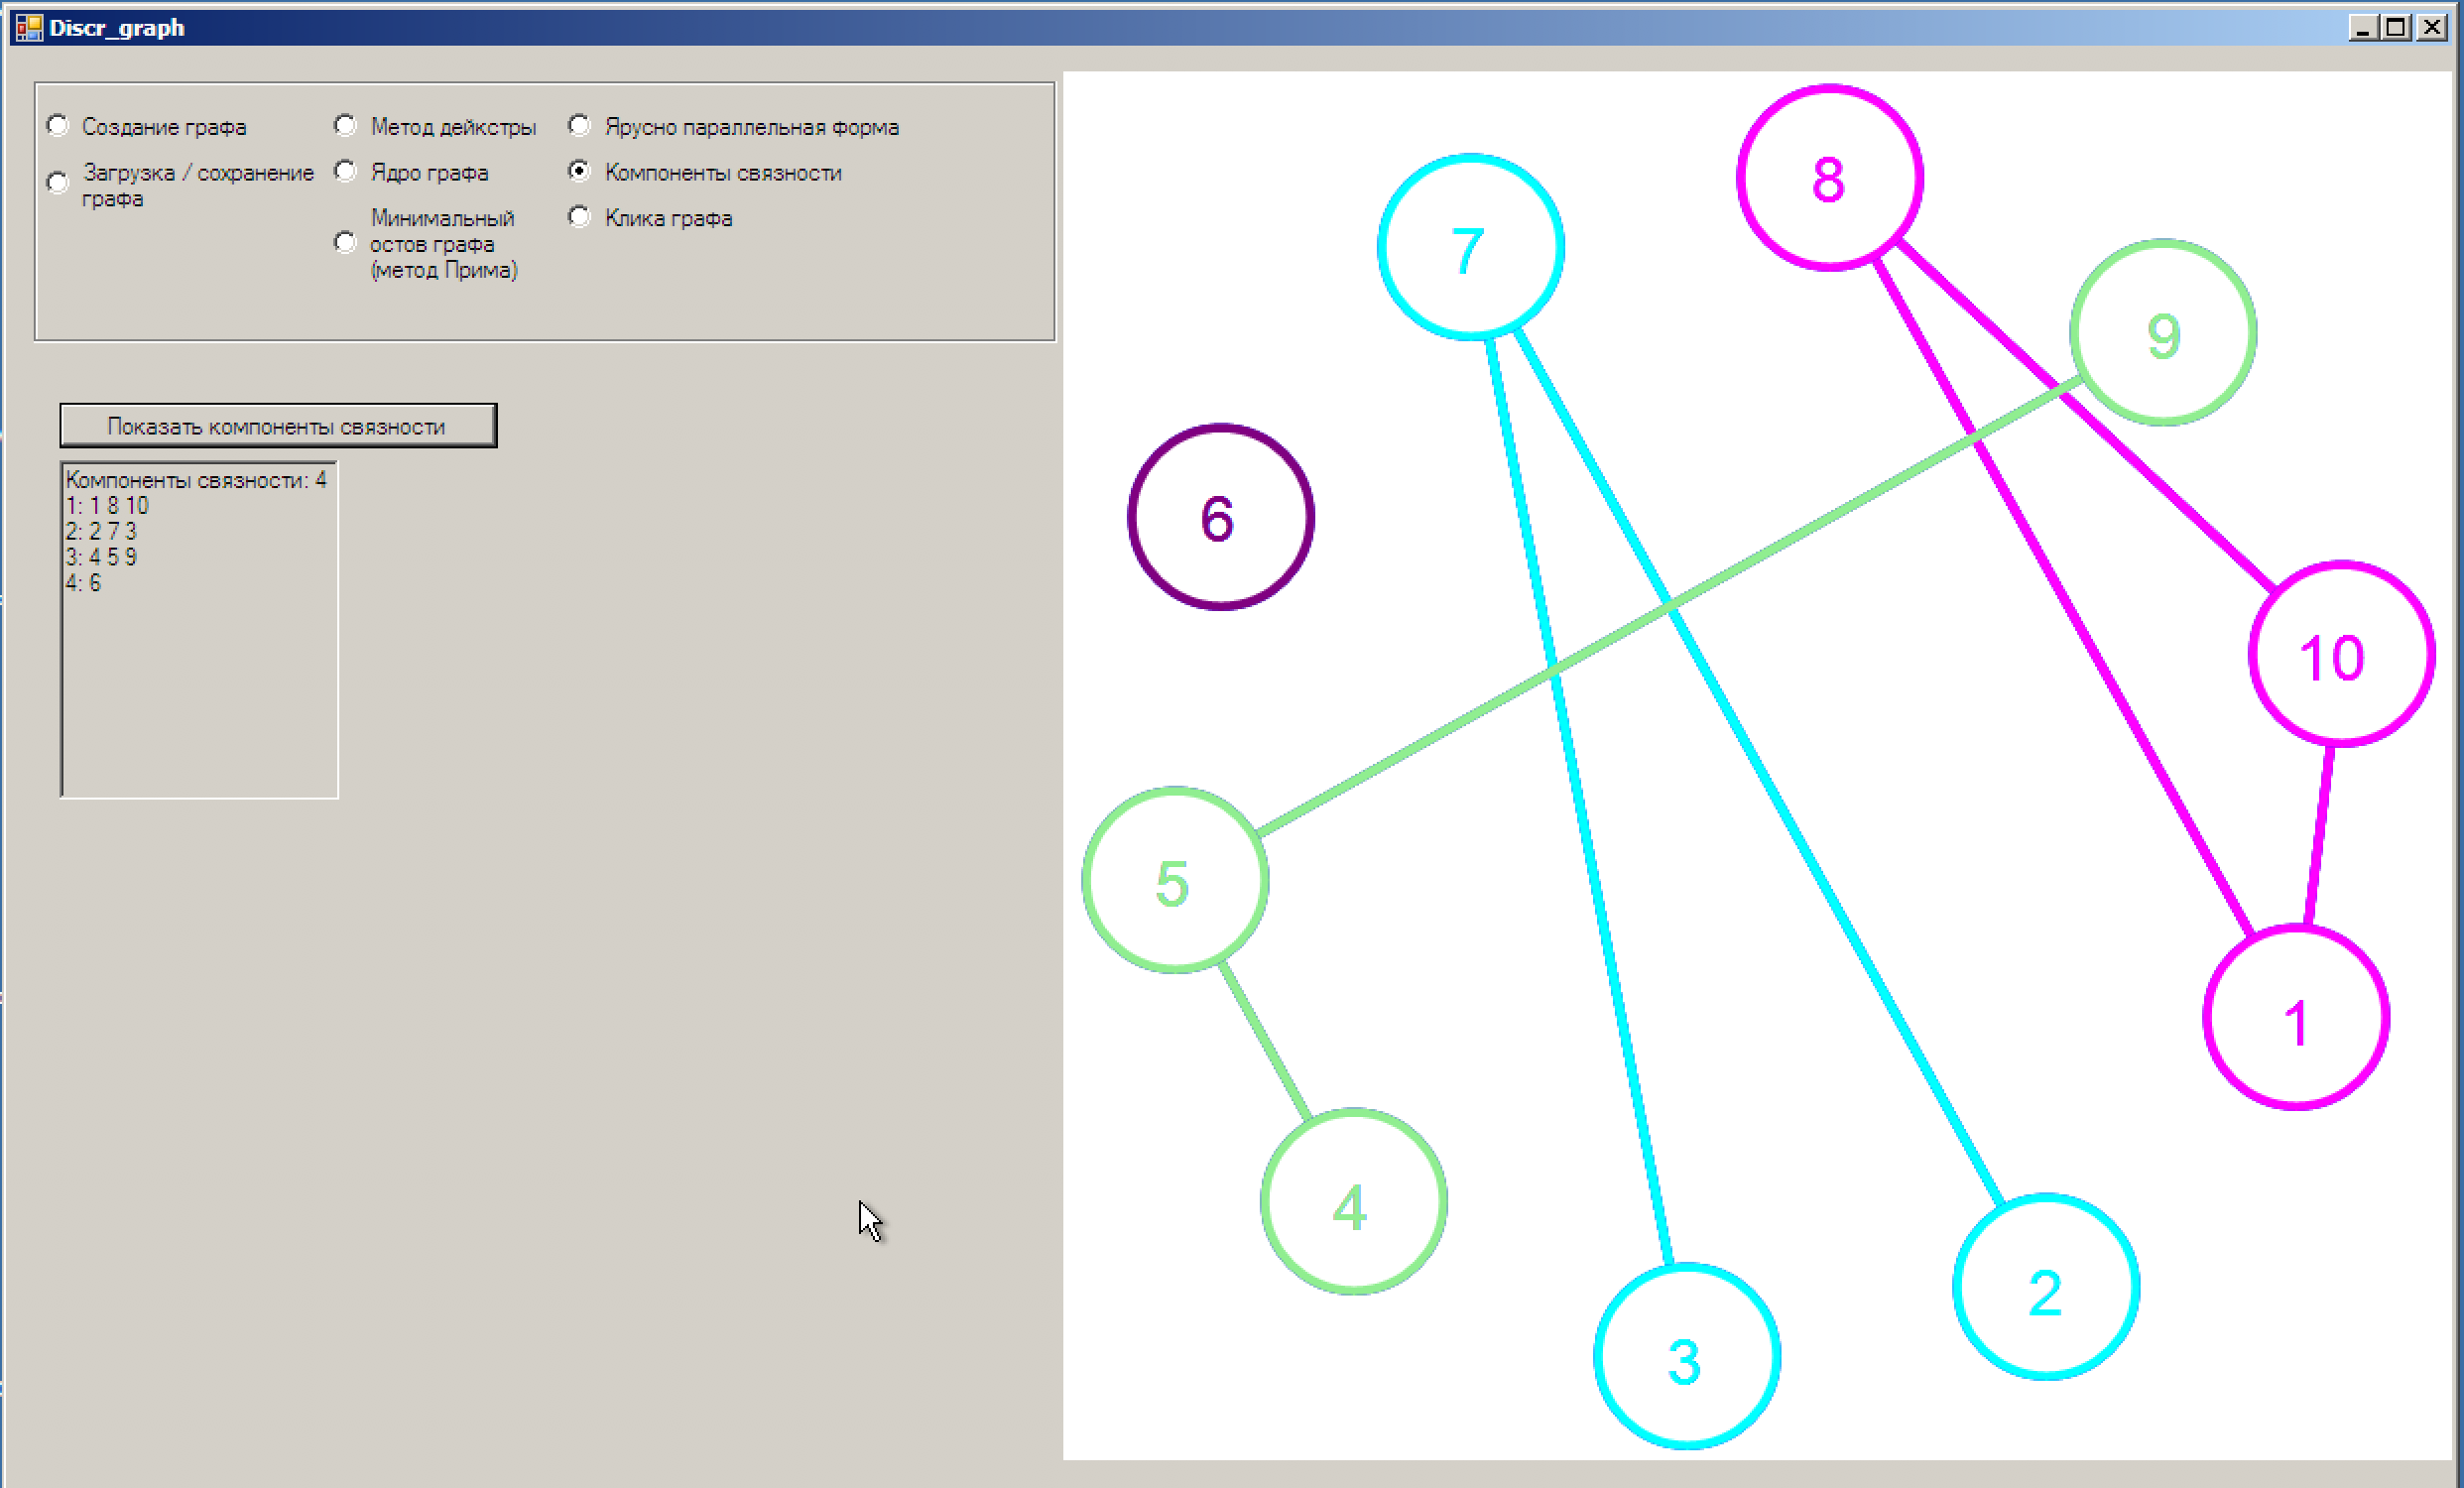 Discr_graph
Создание графа
Загрузка / сохранение
графа
Метод дейкстры
Ядро графа
Минимальный
остов графа
(метод Прима)
Ярусно параллельная форма
Компоненты связности
Клика графа
Показать компоненты связности
Компоненты связности: 4
1: 1 8 10
2: 2 7 3
3: 4 5 9
4: 6
8
7
9
6
10
5
1
4
2
3